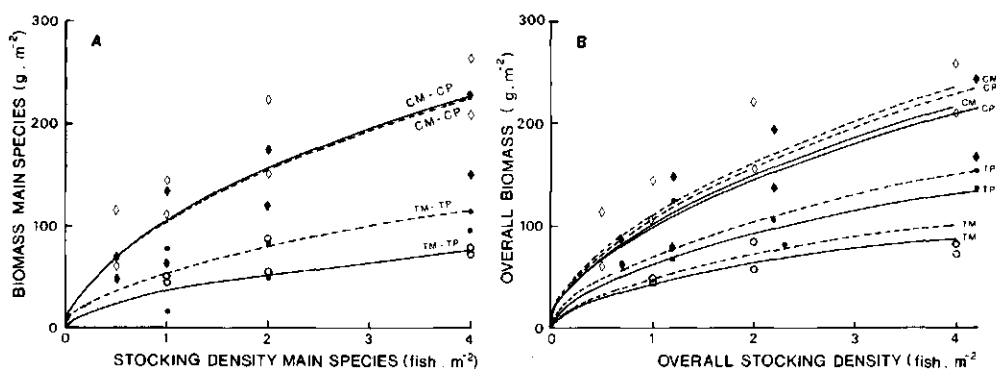 A
BIOMASS MAIN SPECIES (g . m-2)
300
200
100
0
CM - CP
CM - CP
TM - TP
TM - TP
0 1 2 3 4
STOCKING DENSITY MAIN SPECIES (fish . m-2)
B
OVERALL BIOMASS (g . m-2)
300
200
100
0
CM
CP
CM
CP
TP
TP
TM
TM
0 1 2 3 4
OVERALL STOCKING DENSITY (fish . m-2